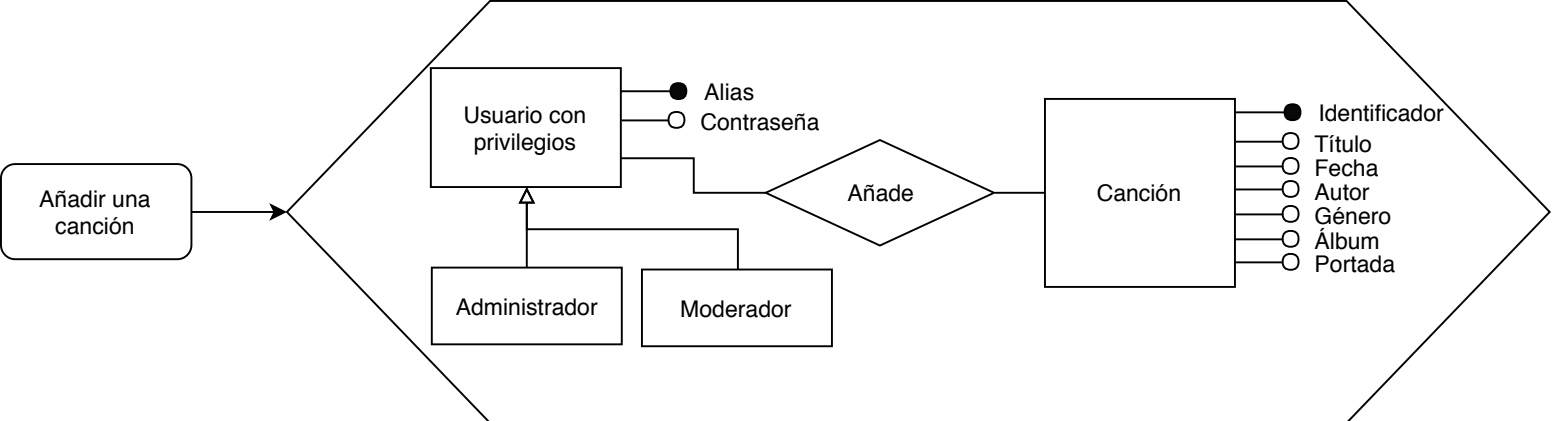 Añadir una
canción
Usuario con
privilegios
Alias
Contraseña
Administrador
Moderador
Añade
Canción
Identificador
Título
Fecha
Autor
Género
Álbum
Portada